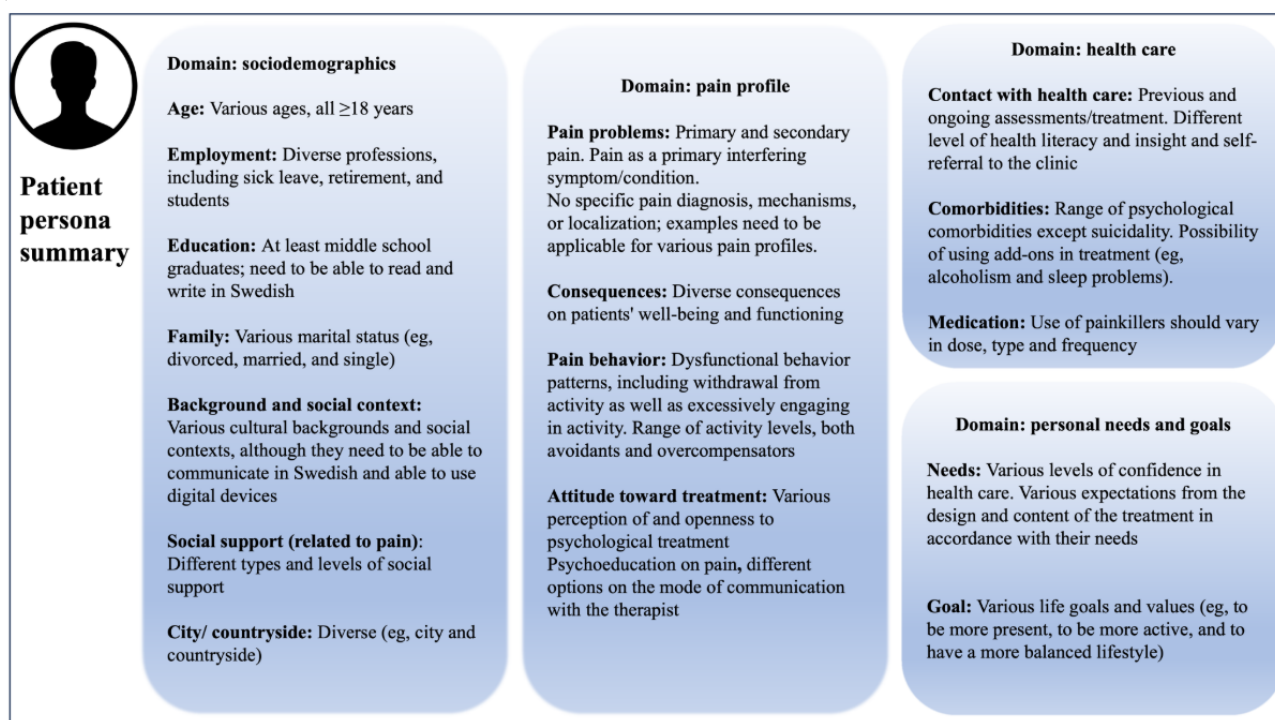 Patient
persona
summary
Domain: sociodemographics
Age: Various ages, all ≥18 years
Employment: Diverse professions,
including sick leave, retirement, and
students
Education: At least middle school
graduates; need to be able to read and
write in Swedish
Family: Various marital status (eg,
divorced, married, and single)
Background and social context:
Various cultural backgrounds and social
contexts, although they need to be able to
communicate in Swedish and able to use
digital devices
Social support (related to pain):
Different types and levels of social
support
City/ countryside: Diverse (eg, city and
countryside)
Domain: pain profile
Pain problems: Primary and secondary
pain. Pain as a primary interfering
symptom/condition.
No specific pain diagnosis, mechanisms,
or localization; examples need to be
applicable for various pain profiles.
Consequences: Diverse consequences
on patients' well-being and functioning
Pain behavior: Dysfunctional behavior
patterns, including withdrawal from
activity as well as excessively engaging
in activity. Range of activity levels, both
avoidants and overcompensators
Attitude toward treatment: Various
perception of and openness to
psychological treatment
Psychoeducation on pain, different
options on the mode of communication
with the therapist
Domain: health care
Contact with health care: Previous and
ongoing assessments/treatment. Different
level of health literacy and insight and self-
referral to the clinic
Comorbidities: Range of psychological
comorbidities except suicidality. Possibility
of using add-ons in treatment (eg,
alcoholism and sleep problems).
Medication: Use of painkillers should vary
in dose, type and frequency
Domain: personal needs and goals
Needs: Various levels of confidence in
health care. Various expectations from the
design and content of the treatment in
accordance with their needs
Goal: Various life goals and values (eg, to
be more present, to be more active, and to
have a more balanced lifestyle)